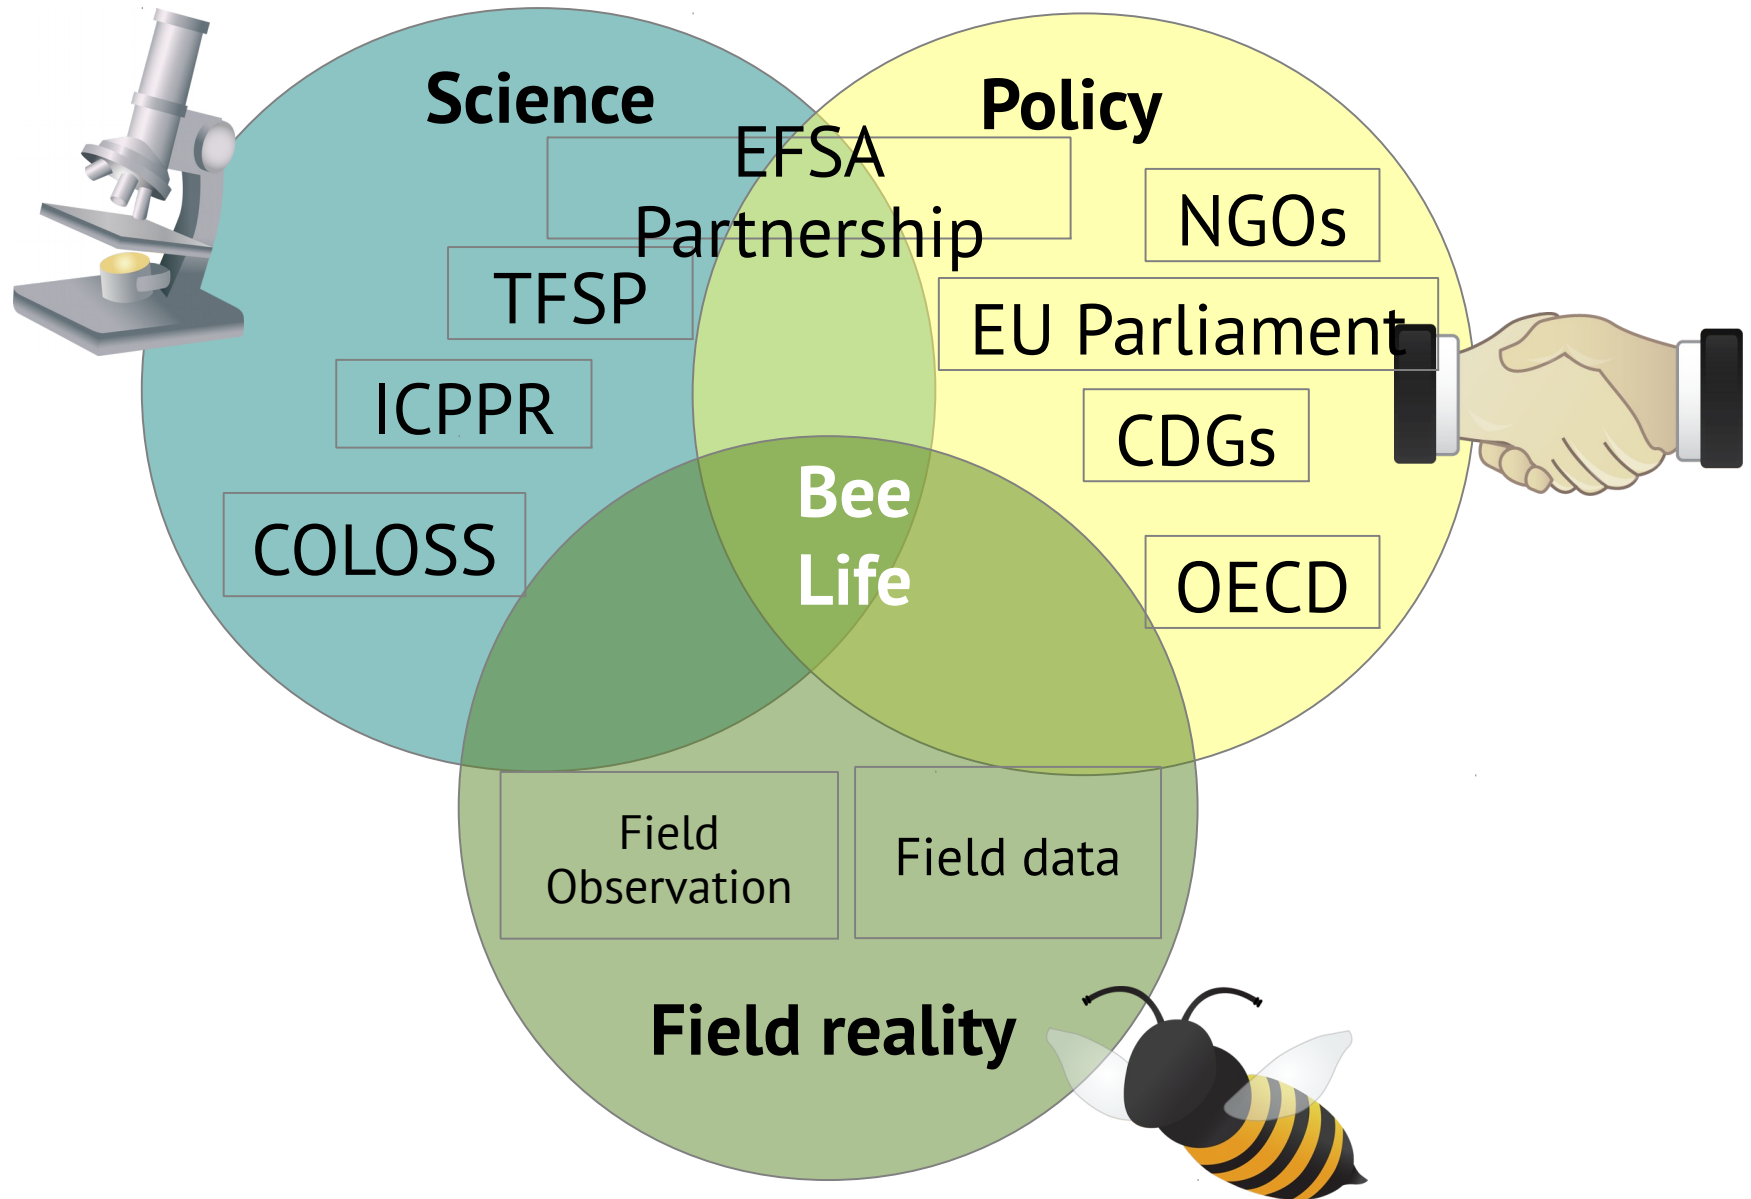 Science
Policy
EFSA
Partnership
NGOs
TFSP
EU Parliament
ICPPR
CDGs
Bee
Life
COLOSS
OECD
Field
Observation
Field data
Field reality